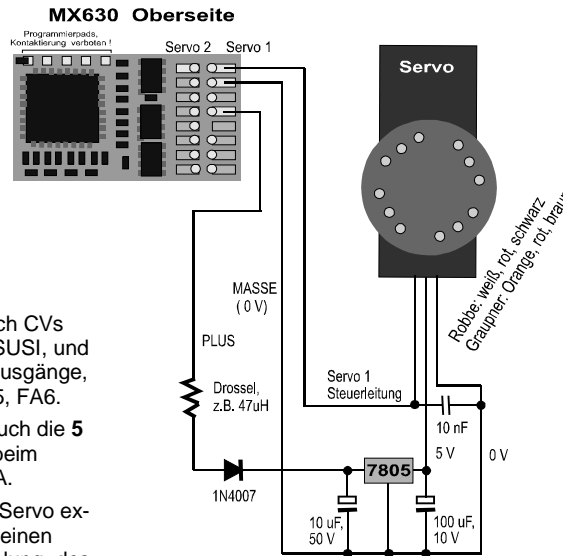 MX630 Oberseite
Programmierpads,
Kontaktierung verboten !
Servo 2 Servo 1
Servo
Robbe: weiß, rot, schwarz
Graupner: Orange, rot, braun
MASSE
( 0 V)
PLUS
ch CVs
SUSI, und
usgänge,
5, FA6.
uch die 5
beim
A.
Servo ex-
einen
Drossel,
z.B. 47uH
Servo 1
Steuerleitung
10 nF
5 V
0 V
7805
1N4007
10 uF,
50 V
100 uF,
10 V